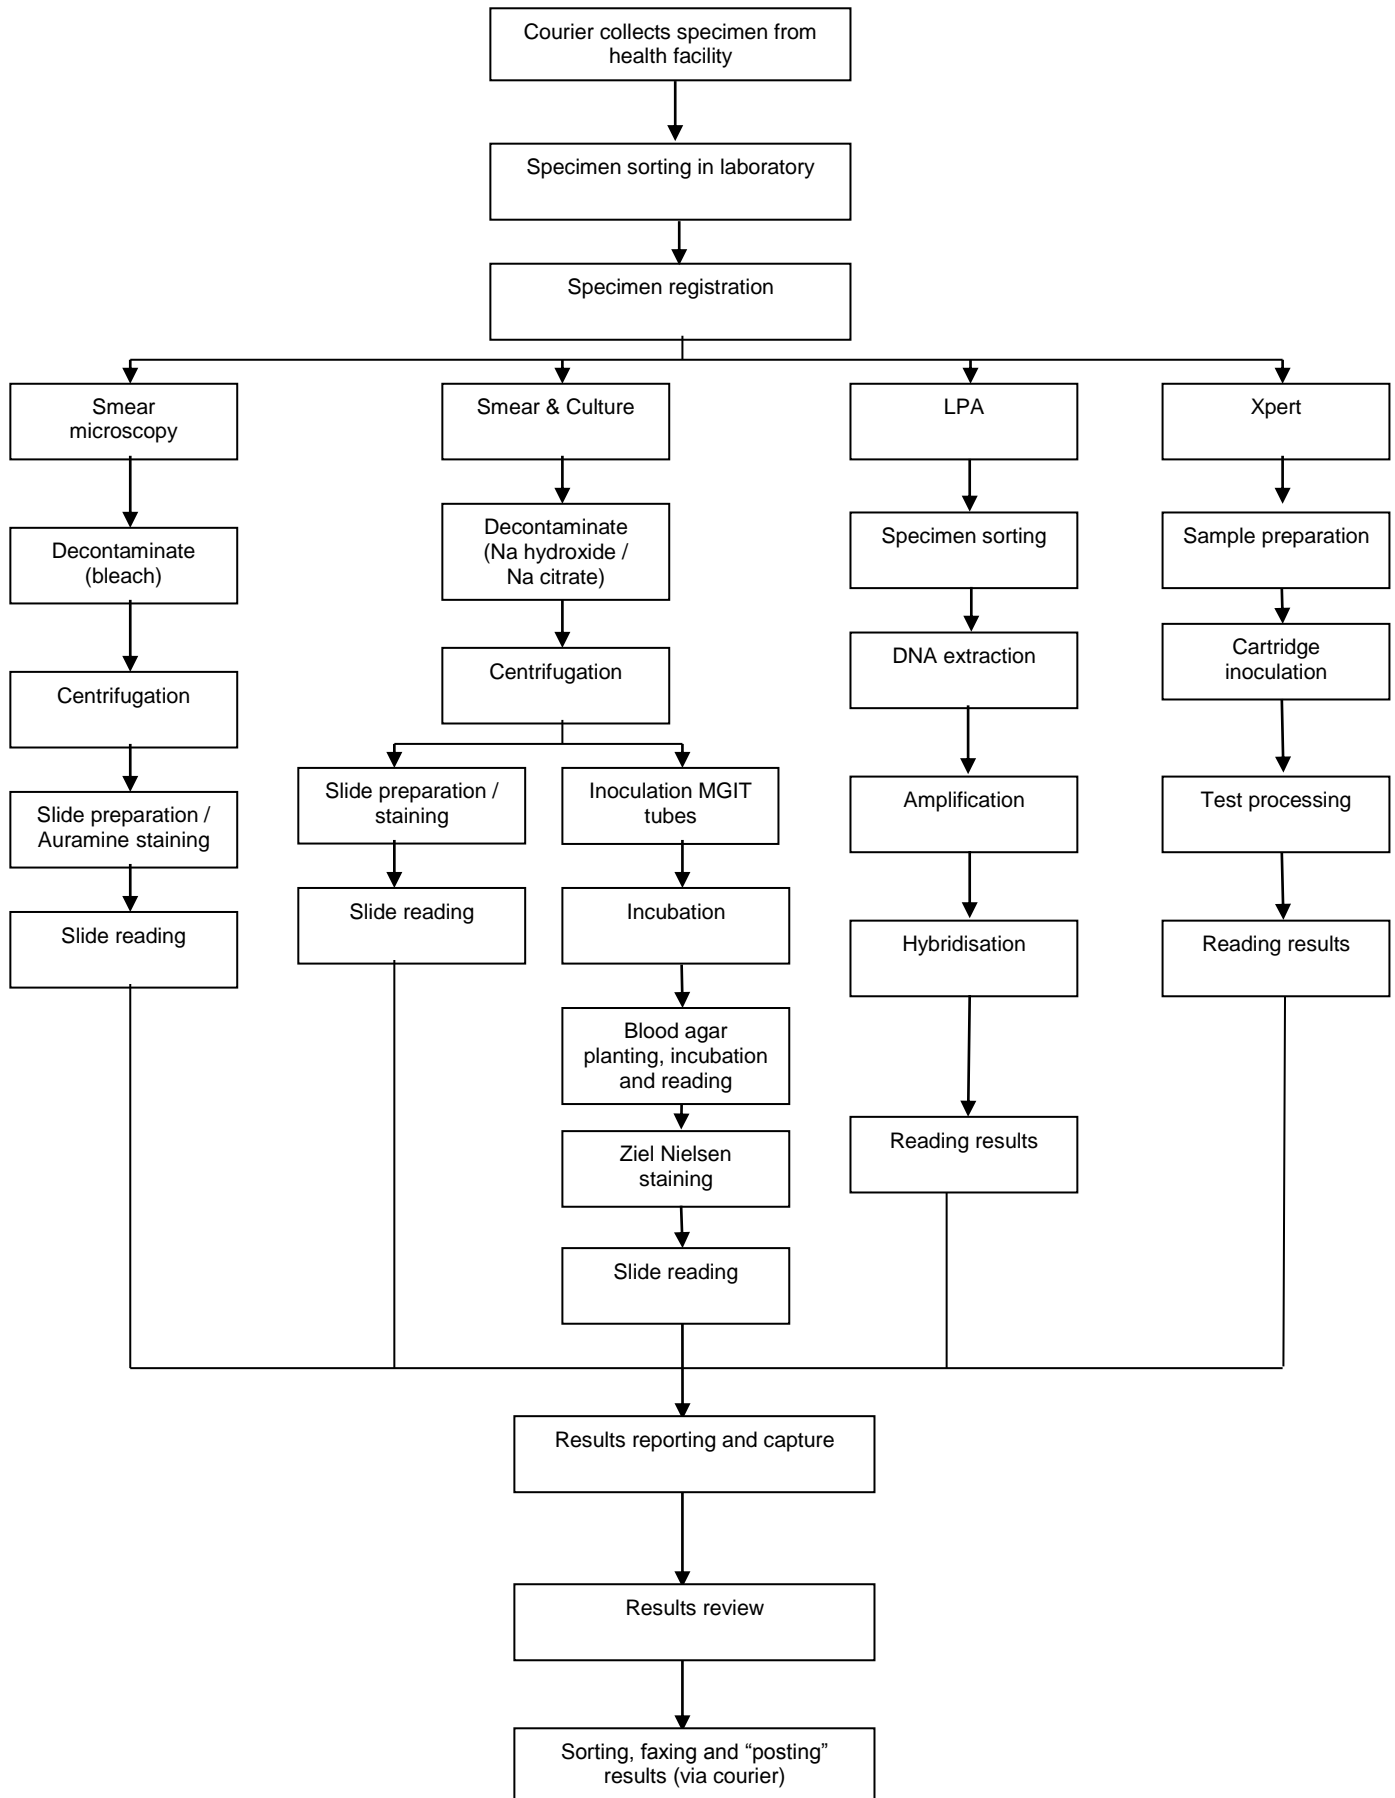 Courier collects specimen from
health facility
Specimen sorting in laboratory
Specimen registration
Smear
microscopy
Decontaminate
(bleach)
Centrifugation
Slide preparation /
Auramine staining
Slide reading
Smear & Culture
Decontaminate
(Na hydroxide /
Na citrate)
Centrifugation
Slide preparation /
staining
Slide reading
Inoculation MGIT
tubes
Incubation
Blood agar
planting, incubation
and reading
Ziel Nielsen
staining
Slide reading
LPA
Specimen sorting
DNA extraction
Amplification
Hybridisation
Reading results
Xpert
Sample preparation
Cartridge
inoculation
Test processing
Reading results
Results reporting and capture
Results review
Sorting, faxing and “posting”
results (via courier)